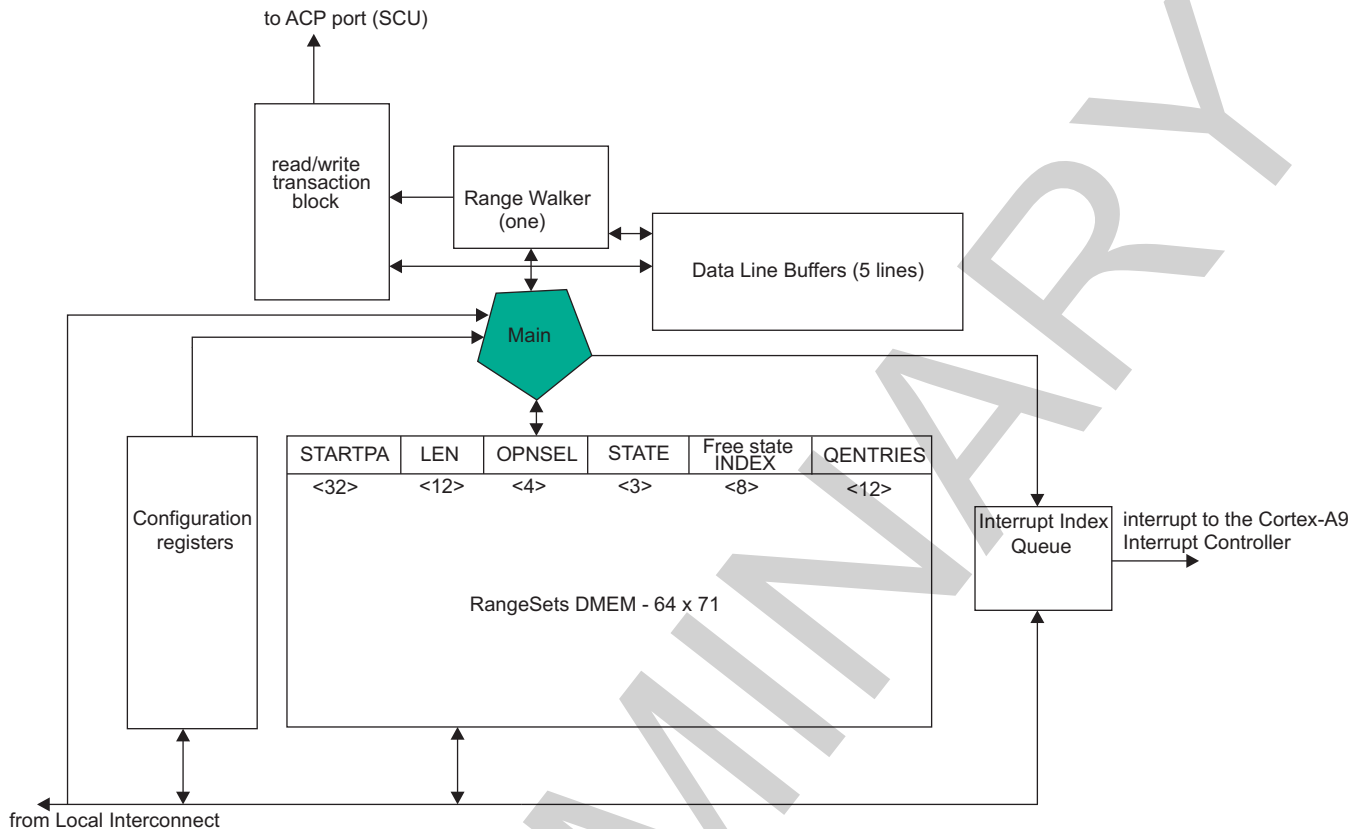 to ACP port (SCU)
read/write
transaction
block
Range Walker
(one)
Data Line Buffers (5 lines)
Main
STARTPA
LEN
OPNSEL
STATE
Free state
INDEX
QENTRIES
<32>
<12>
<4>
<3>
<8>
<12>
Configuration
registers
RangeSets DMEM - 64 x 71
Interrupt Index
Queue
interrupt to the Cortex-A9
Interrupt Controller
from Local Interconnect
MINARY